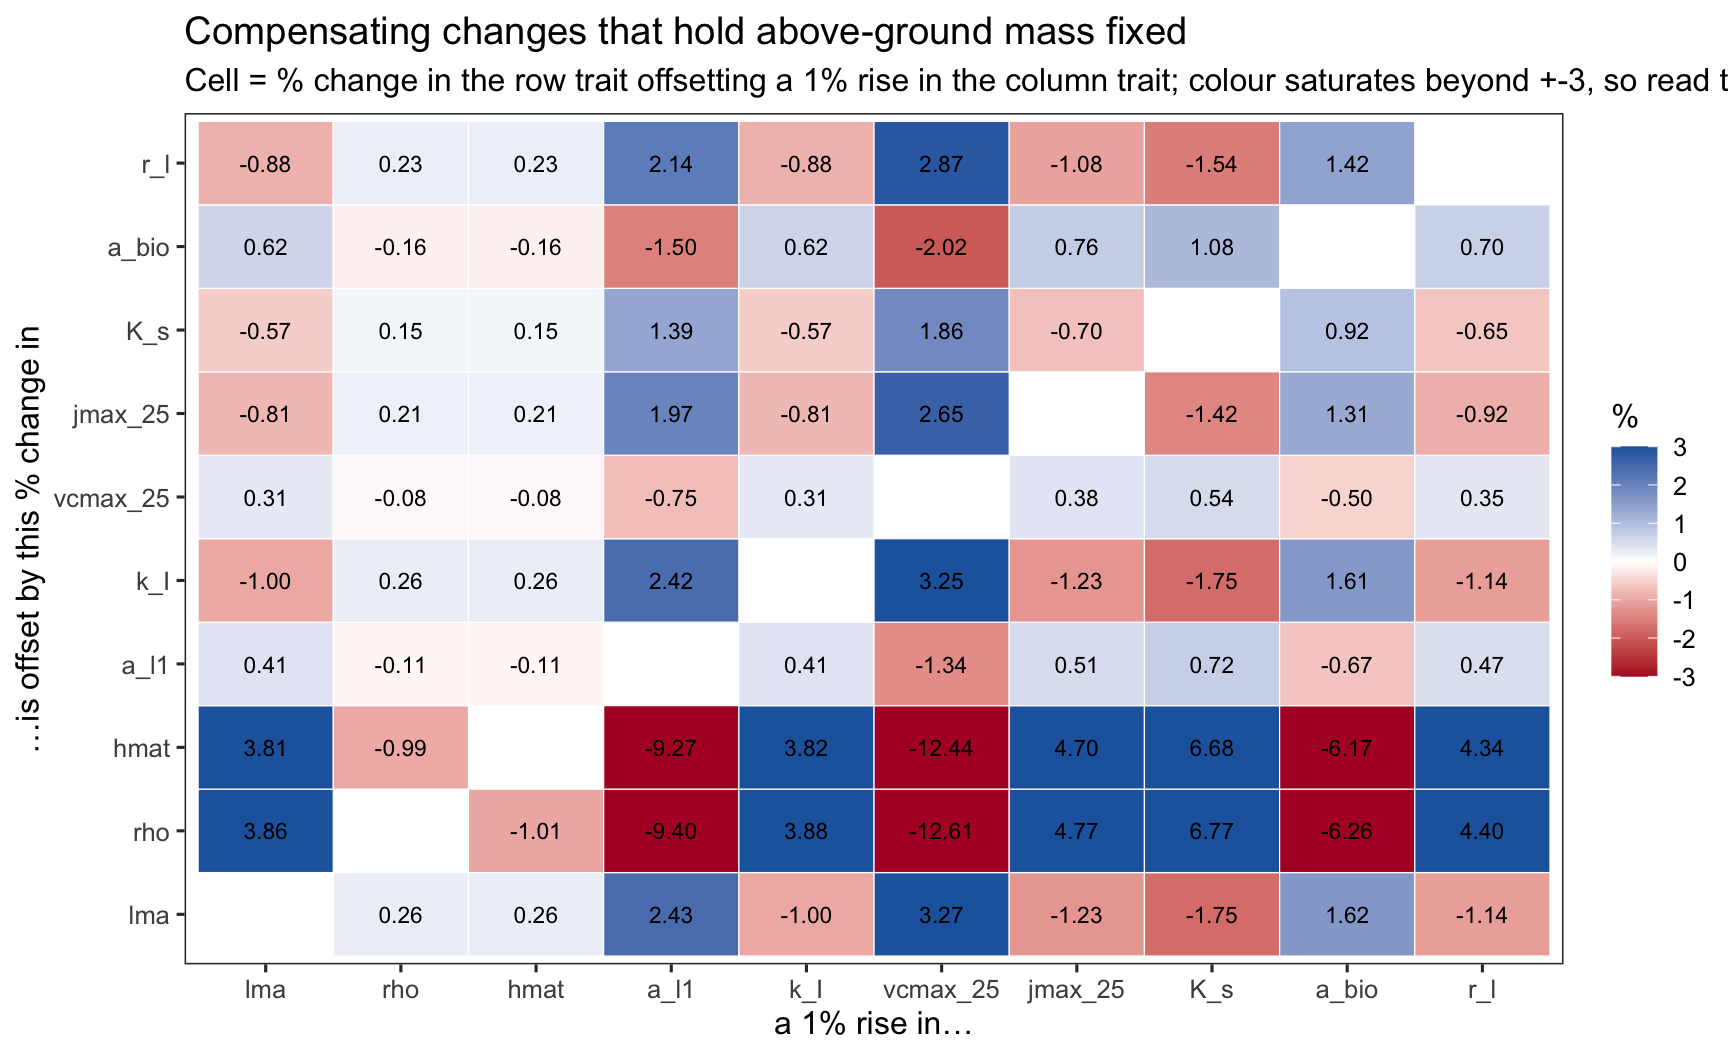 Compensating changes that hold above-ground mass fixed
Cell = % change in the row trait offsetting a 1% rise in the column trait; colour saturates beyond +-3, so read t
…is offset by this % change in
r_l -0.88 0.23 0.23 2.14 -0.88 2.87 -1.08 -1.54 1.42
a_bio 0.62 -0.16 -0.16 -1.50 0.62 -2.02 0.76 1.08 0.70
K_s -0.57 0.15 0.15 1.39 -0.57 1.86 -0.70 0.92 -0.65
jmax_25 -0.81 0.21 0.21 1.97 -0.81 2.65 -1.42 1.31 -0.92
vcmax_25 0.31 -0.08 -0.08 -0.75 0.31 0.38 0.54 -0.50 0.35
k_l -1.00 0.26 0.26 2.42 3.25 -1.23 -1.75 1.61 -1.14
a_l1 0.41 -0.11 -0.11 0.41 -1.34 0.51 0.72 -0.67 0.47
hmat 3.81 -0.99 -9.27 3.82 -12.44 4.70 6.68 -6.17 4.34
rho 3.86 -1.01 -9.40 3.88 -12.61 4.77 6.77 -6.26 4.40
lma 0.26 0.26 2.43 -1.00 3.27 -1.23 -1.75 1.62 -1.14
lma rho hmat a_l1 k_l vcmax_25 jmax_25 K_s a_bio r_l
a 1% rise in…
%
3
2
1
0
-1
-2
-3